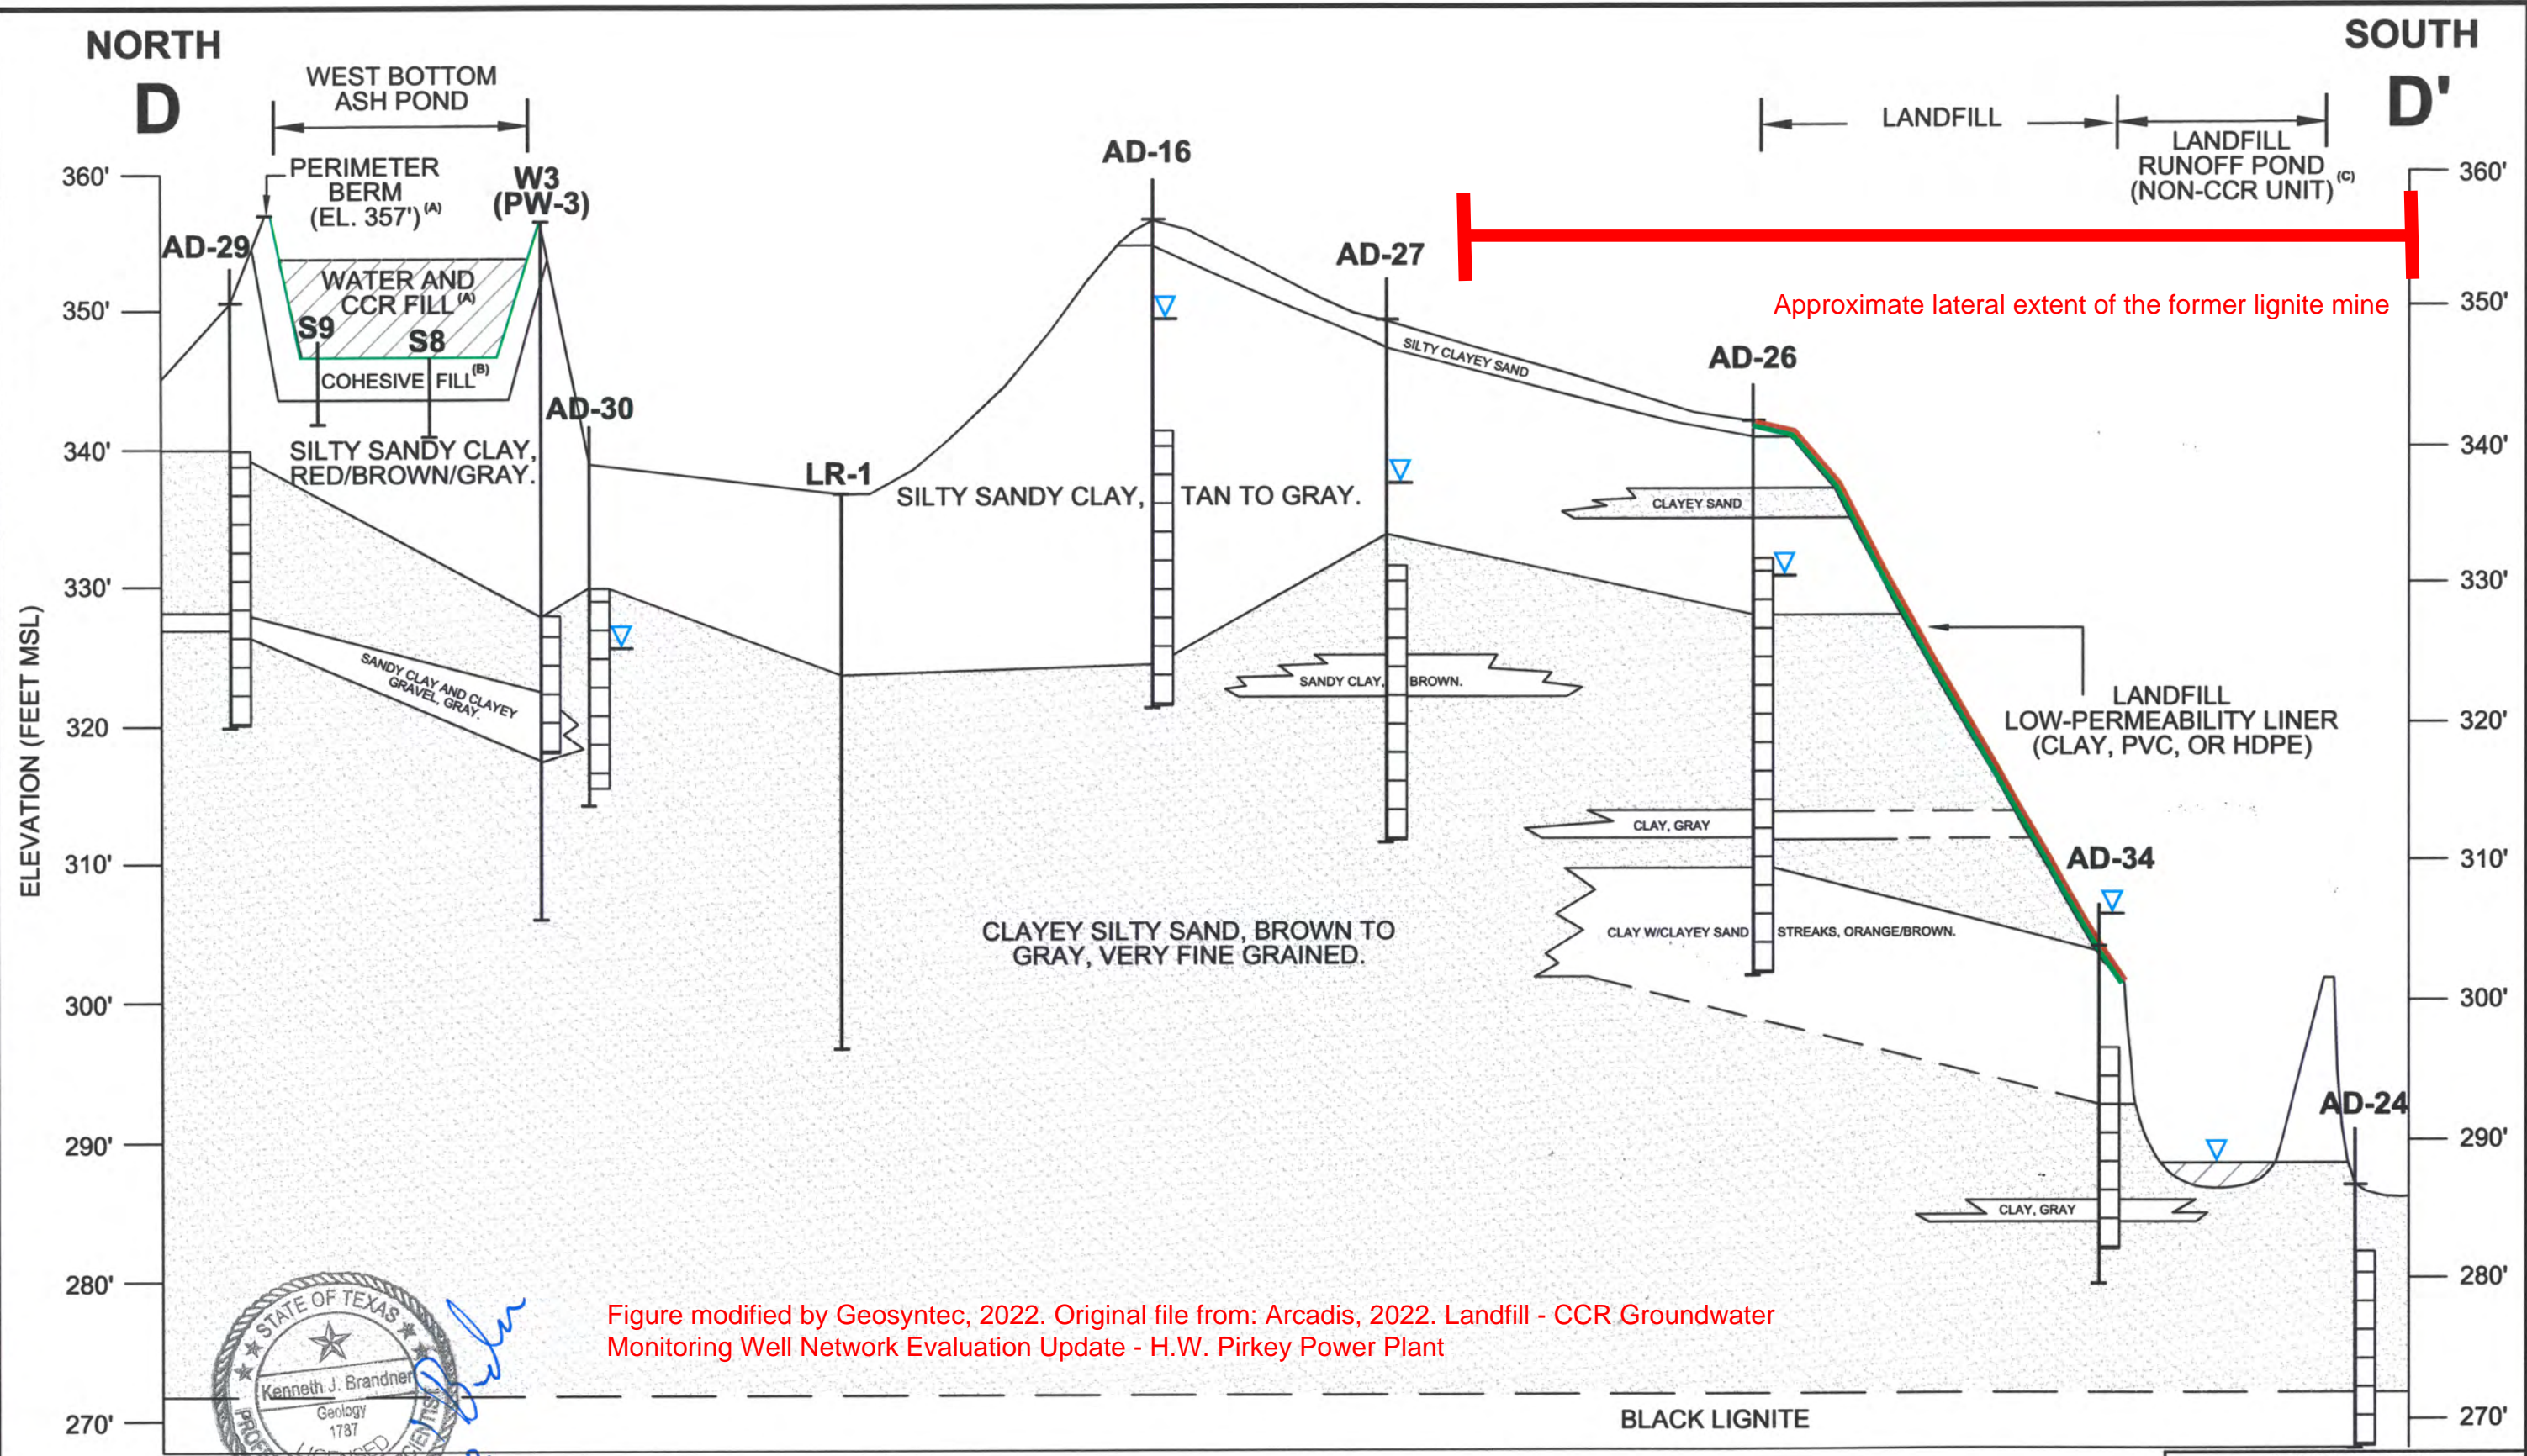 NORTH
SOUTH
D
D'
WEST BOTTOM
ASH POND
LANDFILL
LANDFILL
RUNOFF POND
(NON-CCR UNIT) (C)
PERIMETER
BERM
(EL. 357') (A)
W3
(PW-3)
AD-16
AD-29
AD-27
360'
350'
340'
330'
320
310'
300'
290'
280'
270'
ELEVATION (FEET MSL)
360'
350'
340'
330'
320'
310'
300'
290'
280'
270'
WATER AND
CCR FILL (A)
S9
S8
COHESIVE FILL (B)
AD-30
Approximate lateral extent of the former lignite mine
SILTY CLAYEY SAND
AD-26
SILTY SANDY CLAY,
RED/BROWN/GRAY.
LR-1
SILTY SANDY CLAY, TAN TO GRAY.
CLAYEY SAND
SANDY CLAY AND CLAYEY
GRAVEL, GRAY.
SANDY CLAY, BROWN.
LANDFILL
LOW-PERMEABILITY LINER
(CLAY, PVC, OR HDPE)
CLAY, GRAY
AD-34
CLAYEY SILTY SAND, BROWN TO
GRAY, VERY FINE GRAINED.
CLAY W/CLAYEY SAND STREAKS, ORANGE/BROWN.
AD-24
CLAY, GRAY
Figure modified by Geosyntec, 2022. Original file from: Arcadis, 2022. Landfill - CCR Groundwater
Monitoring Well Network Evaluation Update - H.W. Pirkey Power Plant
STATE OF TEXAS
Kenneth J. Brandner
Geology
1787
BLACK LIGNITE